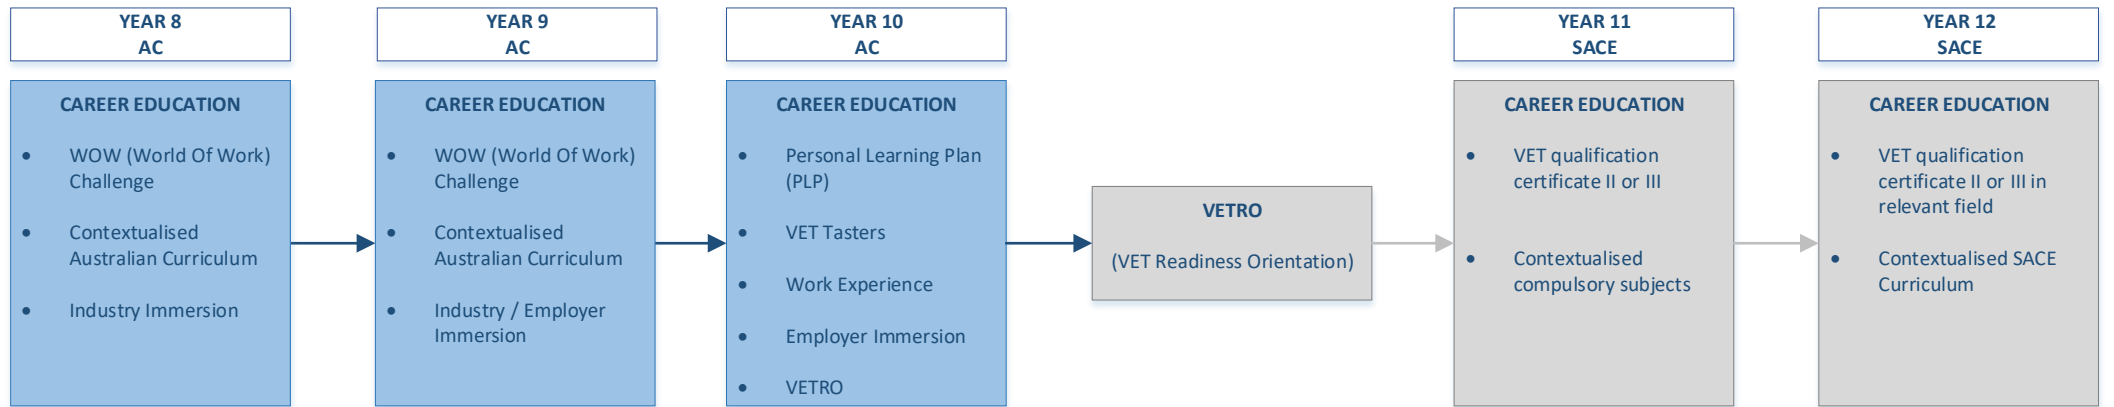 YEAR 8
AC
CAREER EDUCATION
• WOW (World Of Work)
Challenge
• Contextualised
Australian Curriculum
• Industry Immersion
YEAR 9
AC
CAREER EDUCATION
• WOW (World Of Work)
Challenge
• Contextualised
Australian Curriculum
• Industry / Employer
Immersion
YEAR 10
AC
CAREER EDUCATION
• Personal Learning Plan
(PLP)
• VET Tasters
• Work Experience
• Employer Immersion
• VETRO
VETRO
(VET Readiness Orientation)
YEAR 11
SACE
CAREER EDUCATION
• VET qualification
certificate II or III
• Contextualised
compulsory subjects
YEAR 12
SACE
CAREER EDUCATION
• VET qualification
certificate II or III in
relevant field
• Contextualised SACE
Curriculum